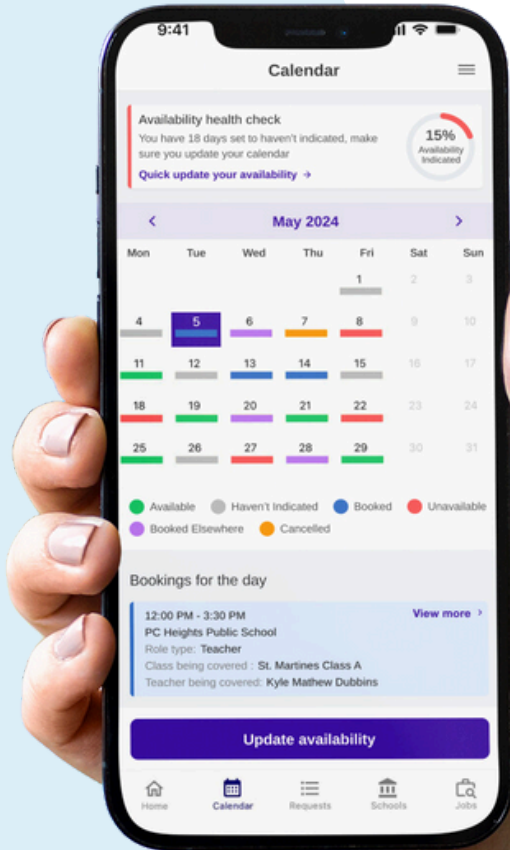 9:41
Calendar
Availability health check
You have 18 days set to haven't indicated, make
sure you update your calendar
Quick update your availability →
15%
Availability
Indicated
< May 2024 >
Mon Tue Wed Thu Fri Sat Sun
1 2 3
4 5 6 7 8 9 10
11 12 13 14 15 16 17
18 19 20 21 22 23 24
25 26 27 28 29 30 31
Available Haven't Indicated Booked Unavailable
Booked Elsewhere Cancelled
Bookings for the day
12:00 PM - 3:30 PM View more >
PC Heights Public School
Role type: Teacher
Class being covered : St. Martines Class A
Teacher being covered: Kyle Mathew Dubbins
Update availability
Home Calendar Requests Schools Jobs